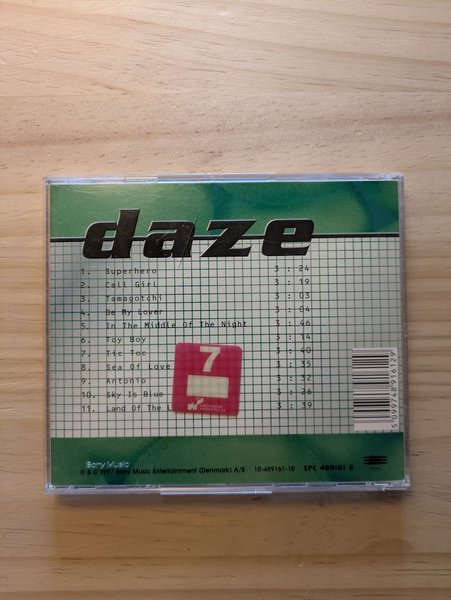 daze
1. Superhero 3 : 24
2. Call Girl 3 : 19
3. Tamagotchi 3 : 03
4. Be My Lover 3 : 04
5. In The Middle Of The Night 3 : 46
6. Toy Boy 3 : 14
7. Tic Toc 3 : 40
8. Sea Of Love 3 : 35
9. Antonio 3 : 32
10. Sky Is Blue 3 : 26
11. Land Of The L 3 : 39
7
5 099748 916129
Sony Music
℗ & © 1997 Sony Music Entertainment (Denmark) A/S 10-489161-10 EPC 489161 2